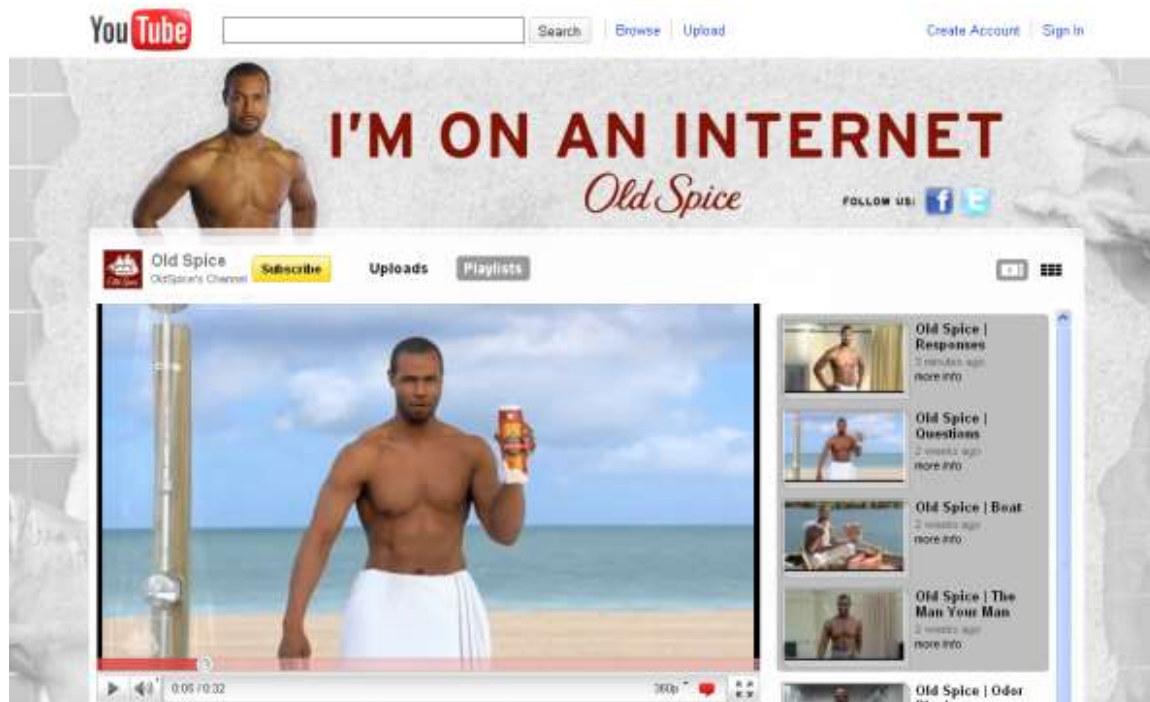 YouTube
Search
Browse
Upload
Create Account
Sign In
I'M ON AN INTERNET
Old Spice
FOLLOW US:
Old Spice
OldSpice's Channel
Subscribe
Uploads
Playlists
Old Spice |
Responses
3 minutes ago
more info
Old Spice |
Questions
2 weeks ago
more info
Old Spice | Boat
2 weeks ago
more info
Old Spice | The
Man Your Man
2 weeks ago
more info
Old Spice | Odor
0:05 / 0:32
360p